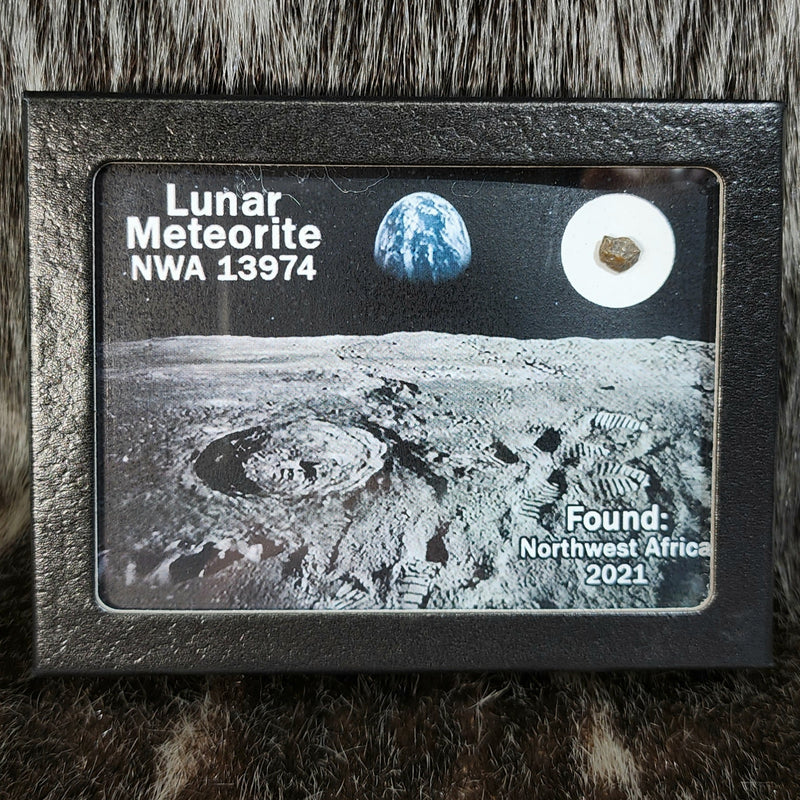 Lunar
Meteorite
NWA 13974
Found:
Northwest Africa
2021